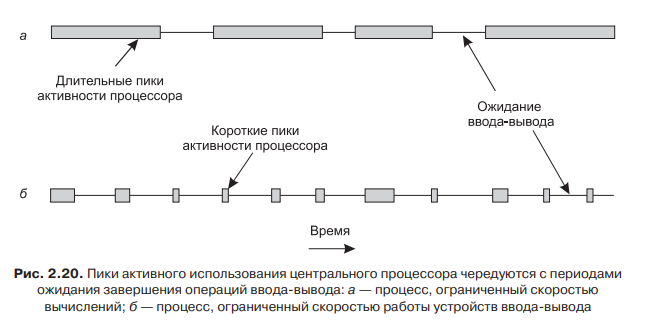 а
Длительные пики
активности процессора
Ожидание
ввода-вывода
Короткие пики
активности процессора
б
Время
Рис. 2.20. Пики активного использования центрального процессора чередуются с периодами
ожидания завершения операций ввода-вывода: а — процесс, ограниченный скоростью
вычислений; б — процесс, ограниченный скоростью работы устройств ввода-вывода